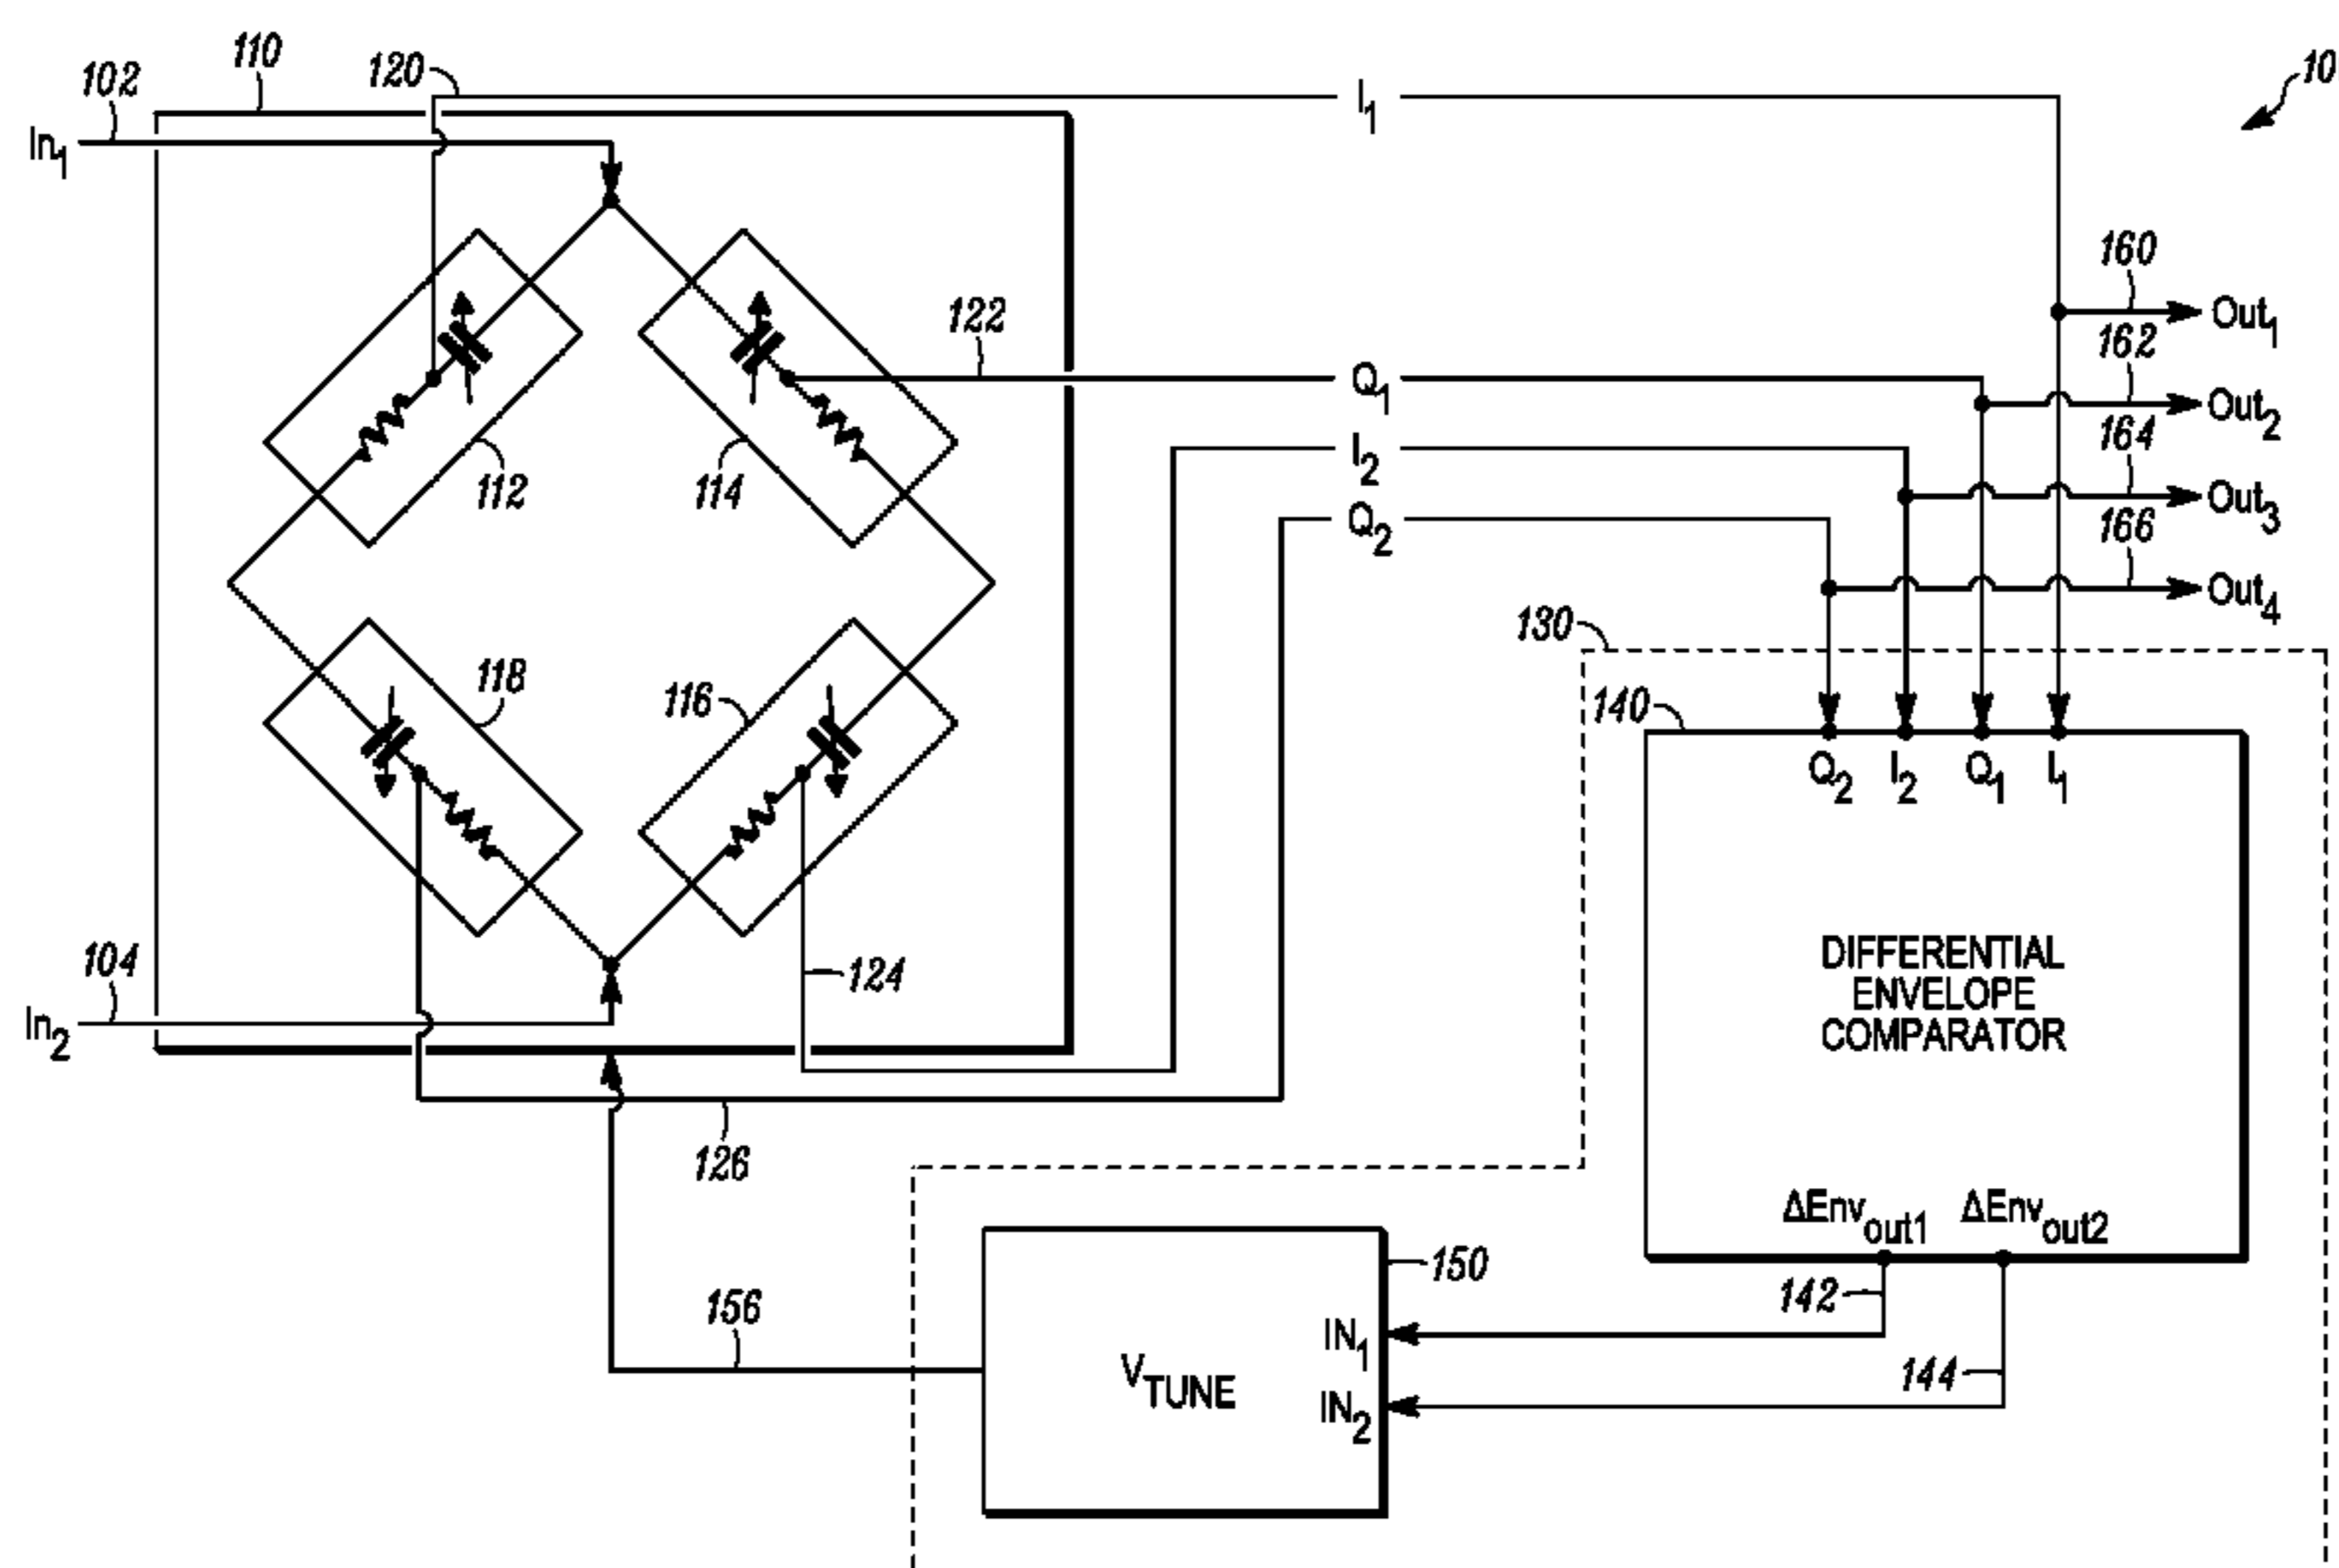 110
120
102
I1
10
In1
160
Out1
122
162
Q1
Out2
164
I2
112
114
Out3
Q2
166
Out4
130
118
116
140
Q2 I2 Q1 I1
104
124
DIFFERENTIAL
ENVELOPE
COMPARATOR
In2
126
ΔEnvout1 ΔEnvout2
150
142
156
IN1
VTUNE
144
IN2